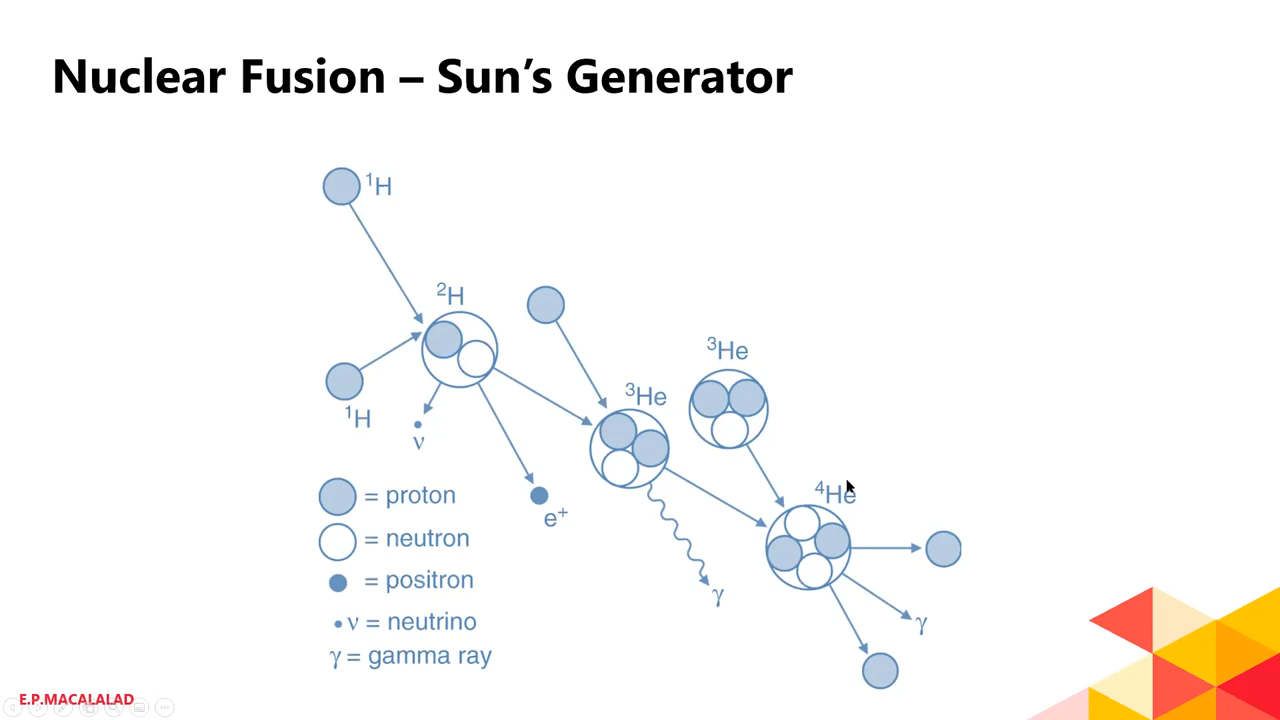 Nuclear Fusion – Sun's Generator
¹H
²H
¹H
ν
e⁺
³He
³He
γ
⁴He
γ
= proton
= neutron
= positron
ν = neutrino
γ = gamma ray
E.P.MACALALAD